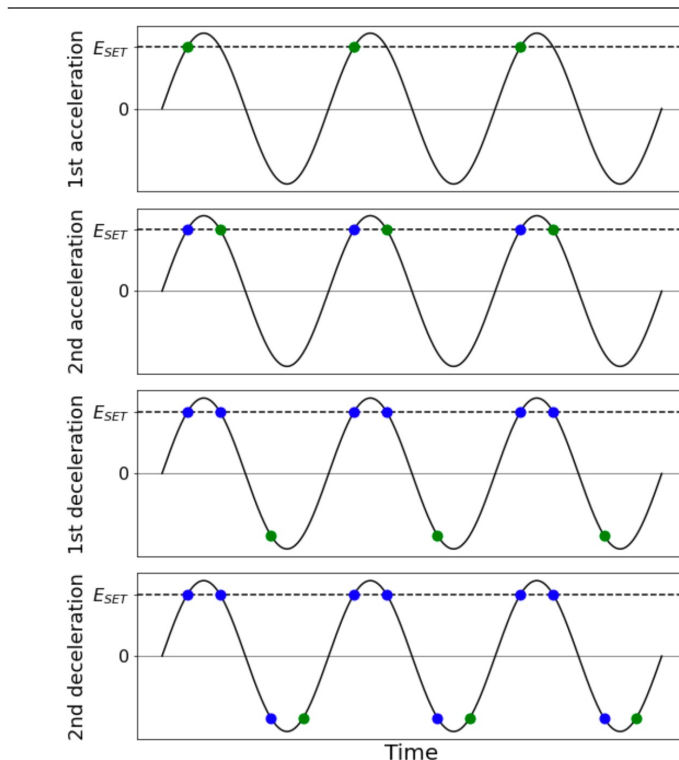 1st acceleration
E_SET
0
2nd acceleration
E_SET
0
1st deceleration
E_SET
0
2nd deceleration
E_SET
0
Time